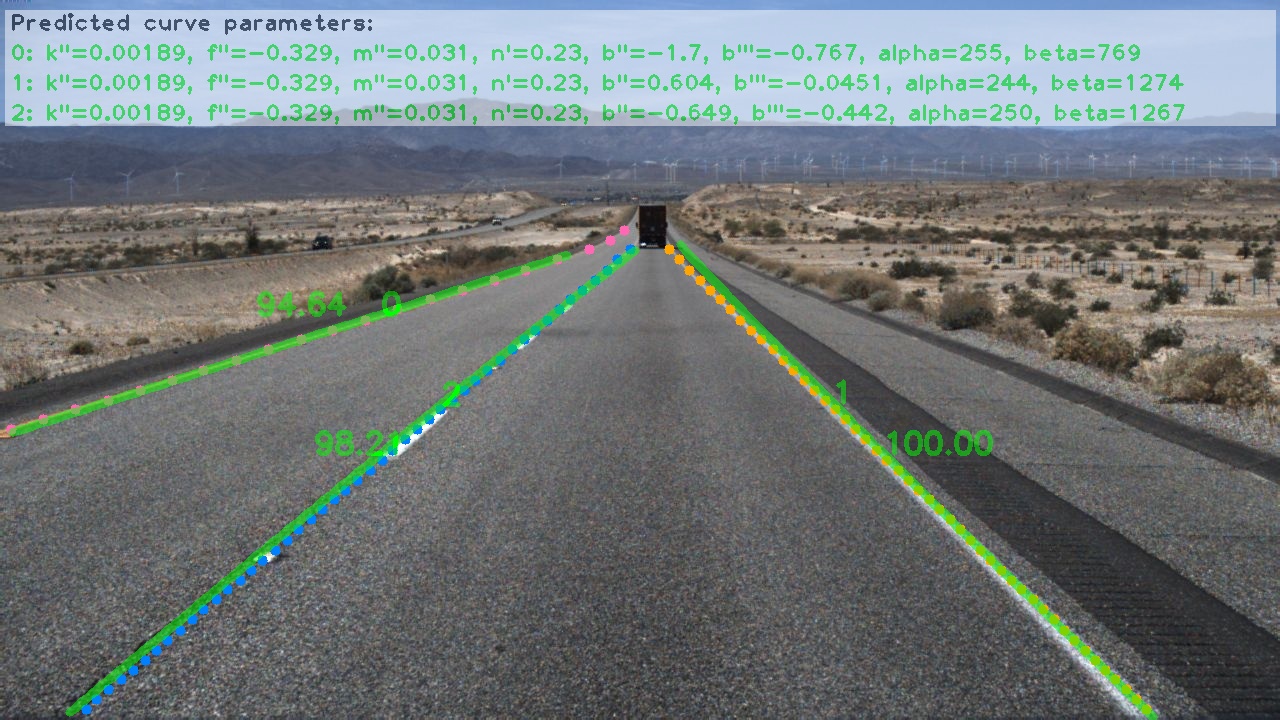 Predicted curve parameters:
0: k''=0.00189, f''=-0.329, m''=0.031, n'=0.23, b''=-1.7, b'''=-0.767, alpha=255, beta=769
1: k''=0.00189, f''=-0.329, m''=0.031, n'=0.23, b''=0.604, b'''=-0.0451, alpha=244, beta=1274
2: k''=0.00189, f''=-0.329, m''=0.031, n'=0.23, b''=-0.649, b'''=-0.442, alpha=250, beta=1267
94.64 0
2 1
100.00